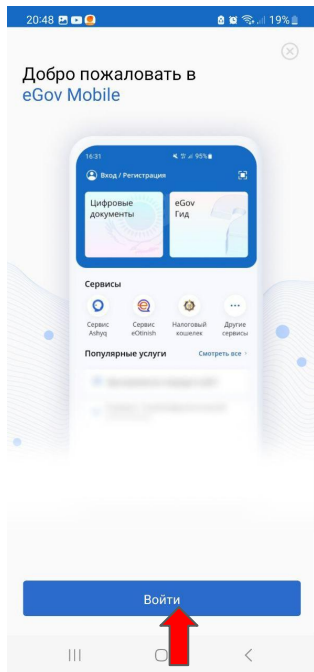 20:48 19%
Добро пожаловать в
eGov Mobile
16:31 95%
Вход / Регистрация
Цифровые
документы
eGov
Гид
Сервисы
Сервис
Ashyq
Сервис
eOtinish
Налоговый
кошелек
Другие
сервисы
Популярные услуги Смотреть все
Войти